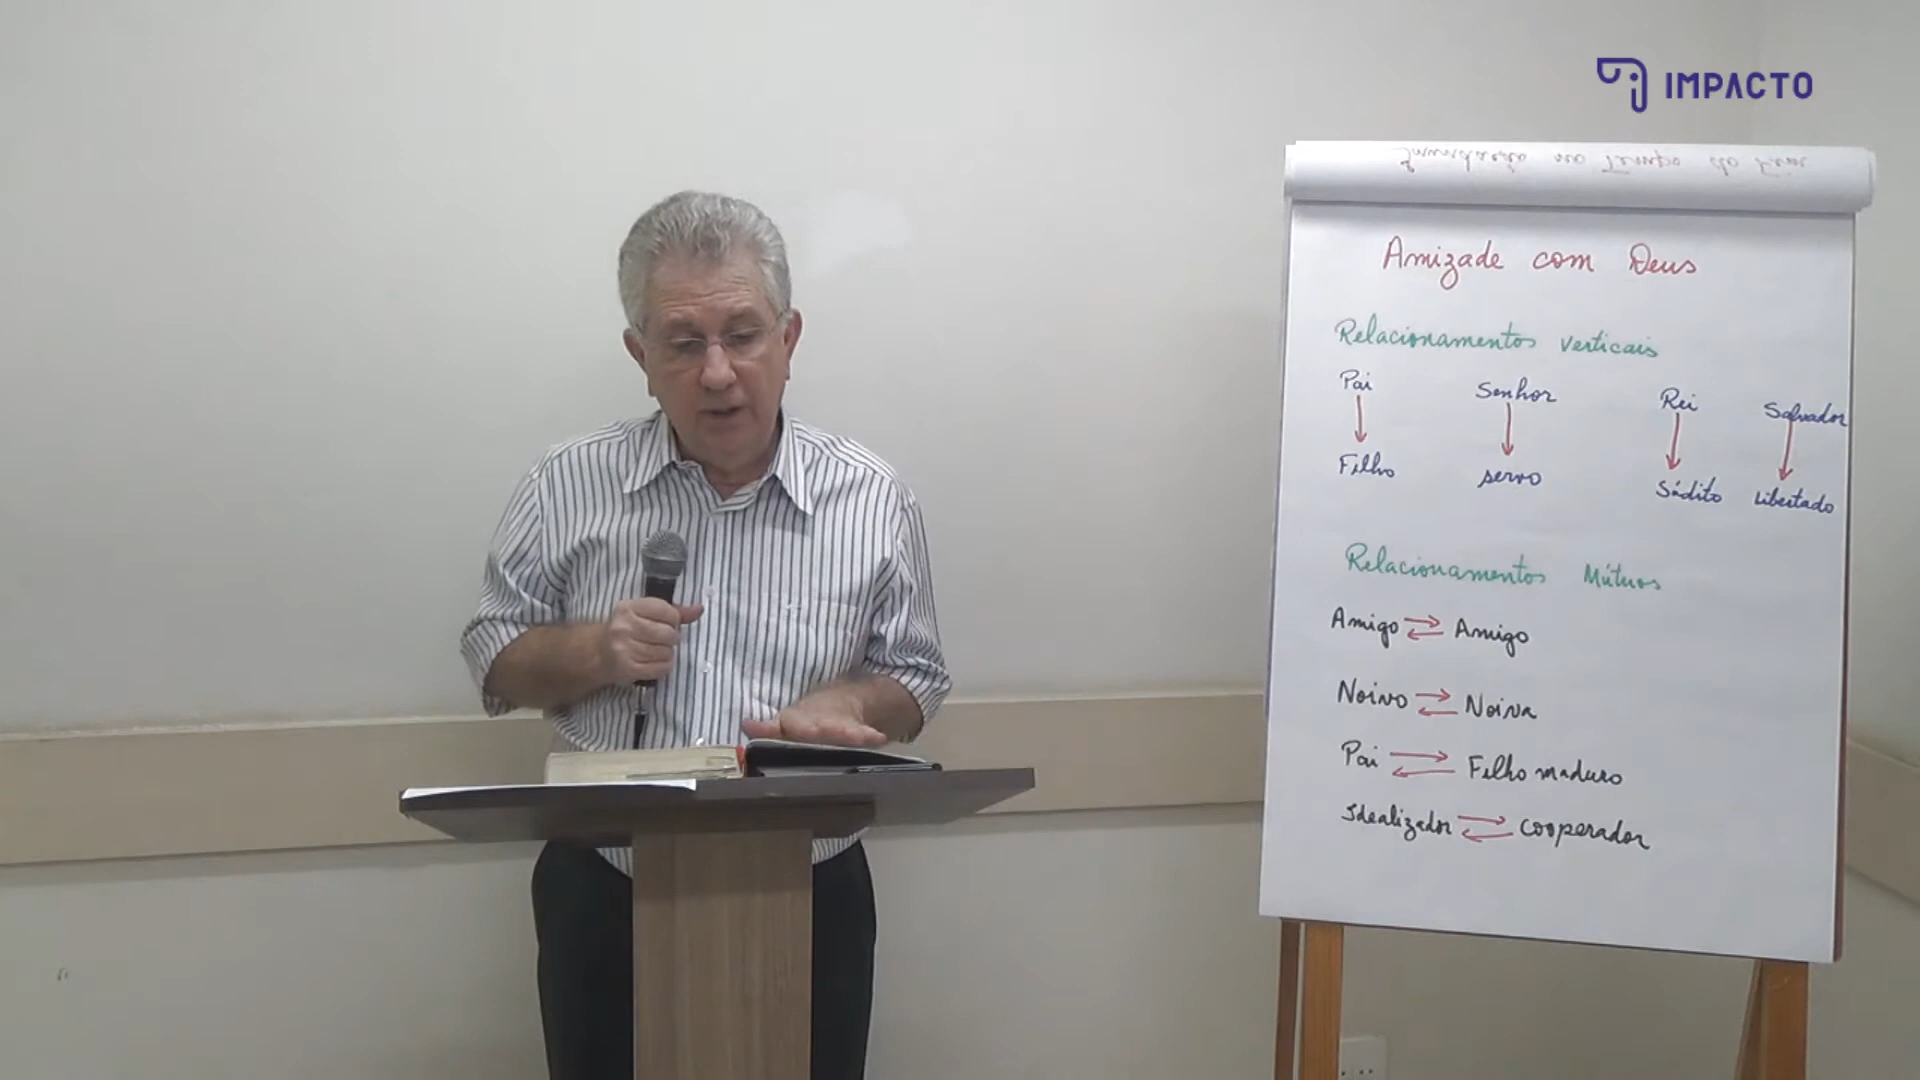 IMPACTO
Amizade com Deus
Relacionamentos verticais
Pai Senhor Rei Salvador
Filho servo Súdito Libertado
Relacionamentos Mútuos
Amigo Amigo
Noivo Noiva
Pai Filho maduro
Idealizador cooperador